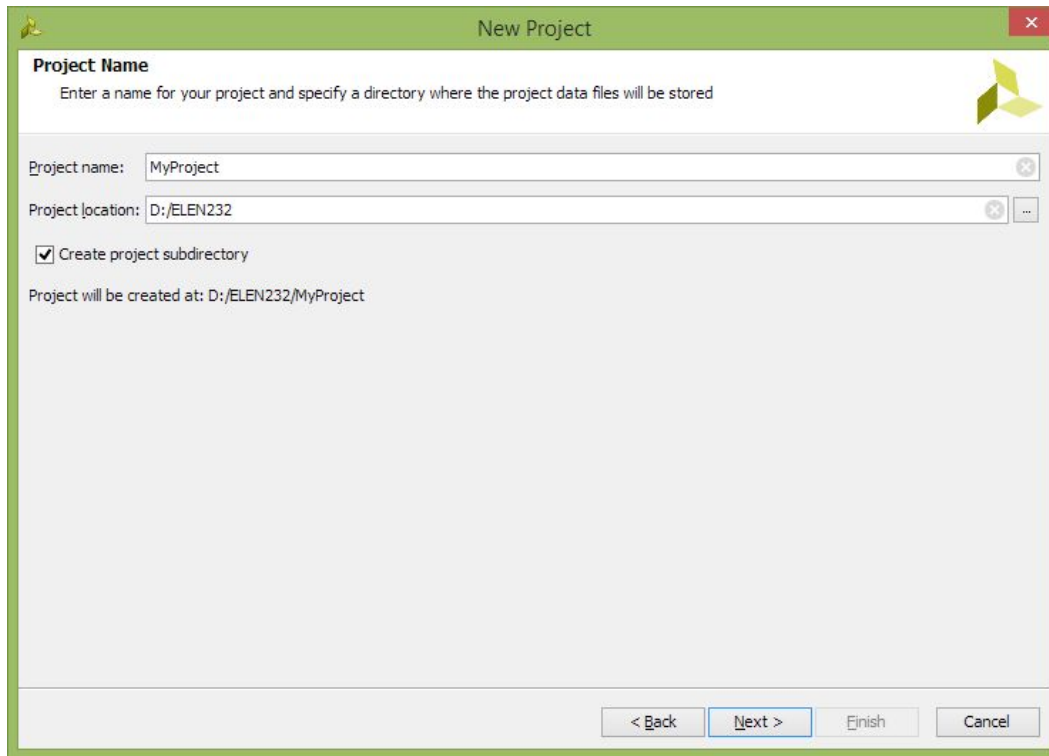 New Project
Project Name
Enter a name for your project and specify a directory where the project data files will be stored
Project name: MyProject
Project location: D:/ELEN232 ...
Create project subdirectory
Project will be created at: D:/ELEN232/MyProject
< Back Next > Finish Cancel